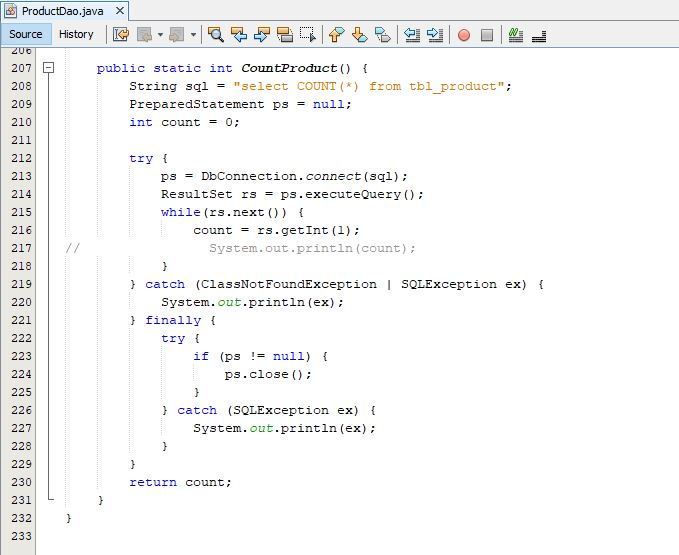 ProductDao.java
Source History
206
207 public static int CountProduct() {
208 String sql = "select COUNT(*) from tbl_product";
209 PreparedStatement ps = null;
210 int count = 0;
211
212 try {
213 ps = DbConnection.connect(sql);
214 ResultSet rs = ps.executeQuery();
215 while(rs.next()) {
216 count = rs.getInt(1);
217 // System.out.println(count);
218 }
219 } catch (ClassNotFoundException | SQLException ex) {
220 System.out.println(ex);
221 } finally {
222 try {
223 if (ps != null) {
224 ps.close();
225 }
226 } catch (SQLException ex) {
227 System.out.println(ex);
228 }
229 }
230 return count;
231 }
232 }
233